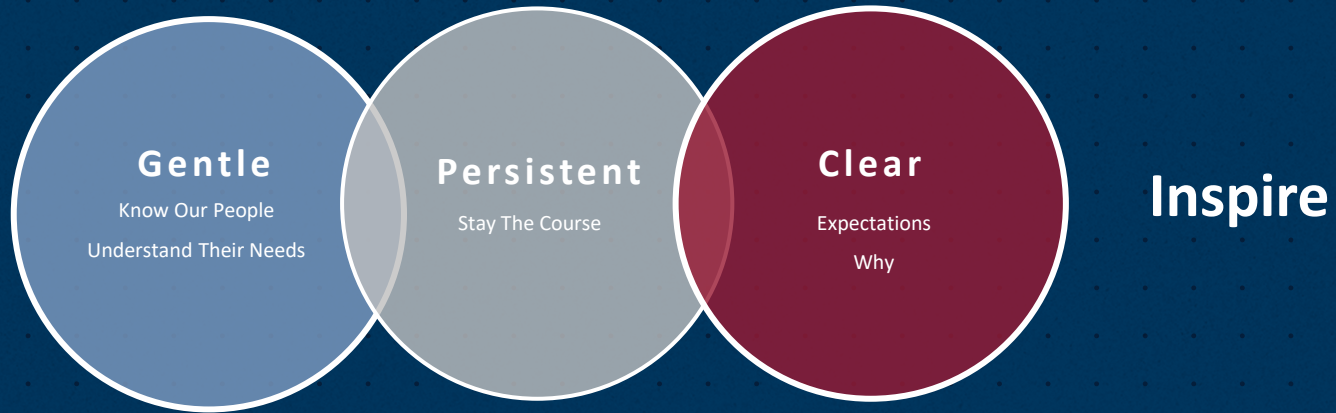 Gentle
Know Our People
Understand Their Needs
Persistent
Stay The Course
Clear
Expectations
Why
Inspire